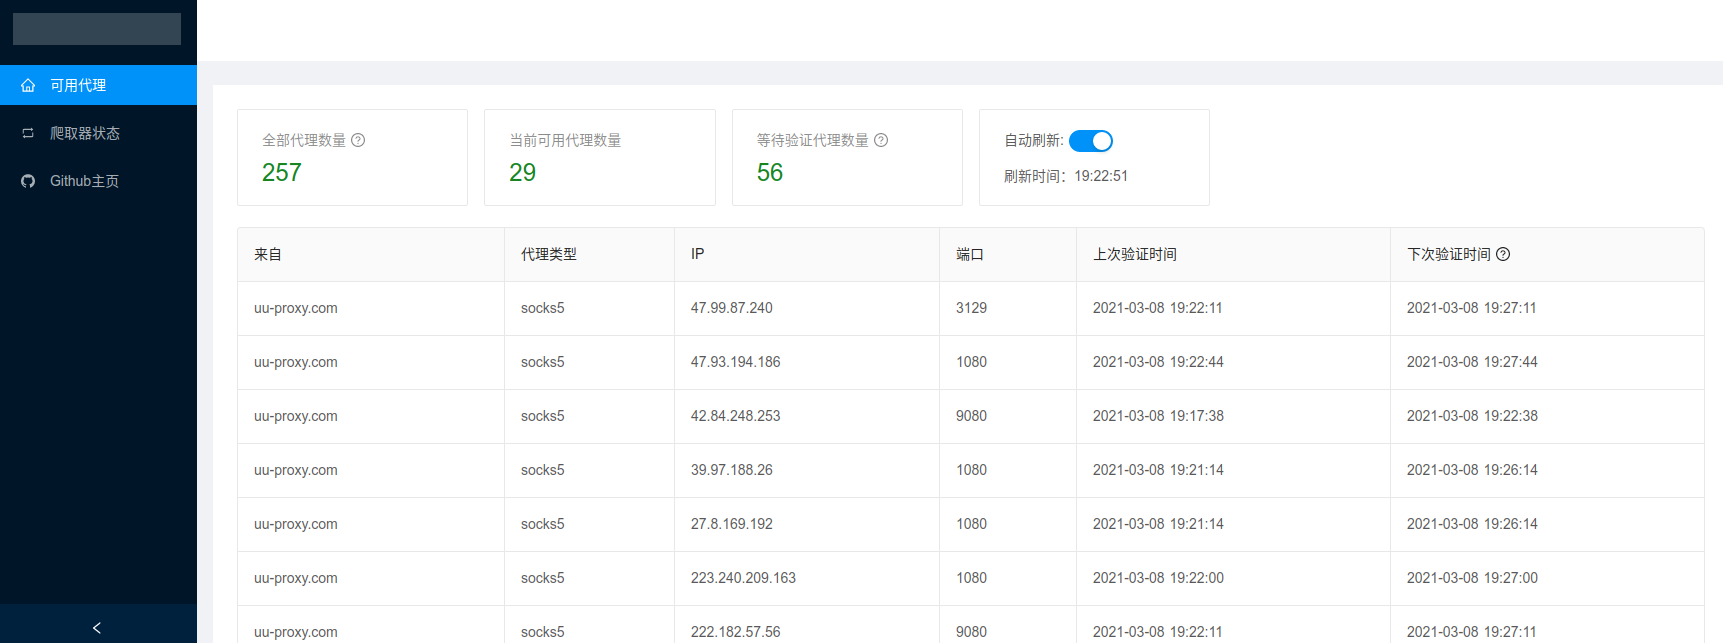 可用代理
爬取器状态
Github主页
全部代理数量
257
当前可用代理数量
29
等待验证代理数量
56
自动刷新:
刷新时间：19:22:51
来自 代理类型 IP 端口 上次验证时间 下次验证时间
uu-proxy.com socks5 47.99.87.240 3129 2021-03-08 19:22:11 2021-03-08 19:27:11
uu-proxy.com socks5 47.93.194.186 1080 2021-03-08 19:22:44 2021-03-08 19:27:44
uu-proxy.com socks5 42.84.248.253 9080 2021-03-08 19:17:38 2021-03-08 19:22:38
uu-proxy.com socks5 39.97.188.26 1080 2021-03-08 19:21:14 2021-03-08 19:26:14
uu-proxy.com socks5 27.8.169.192 1080 2021-03-08 19:21:14 2021-03-08 19:26:14
uu-proxy.com socks5 223.240.209.163 1080 2021-03-08 19:22:00 2021-03-08 19:27:00
uu-proxy.com socks5 222.182.57.56 9080 2021-03-08 19:22:11 2021-03-08 19:27:11